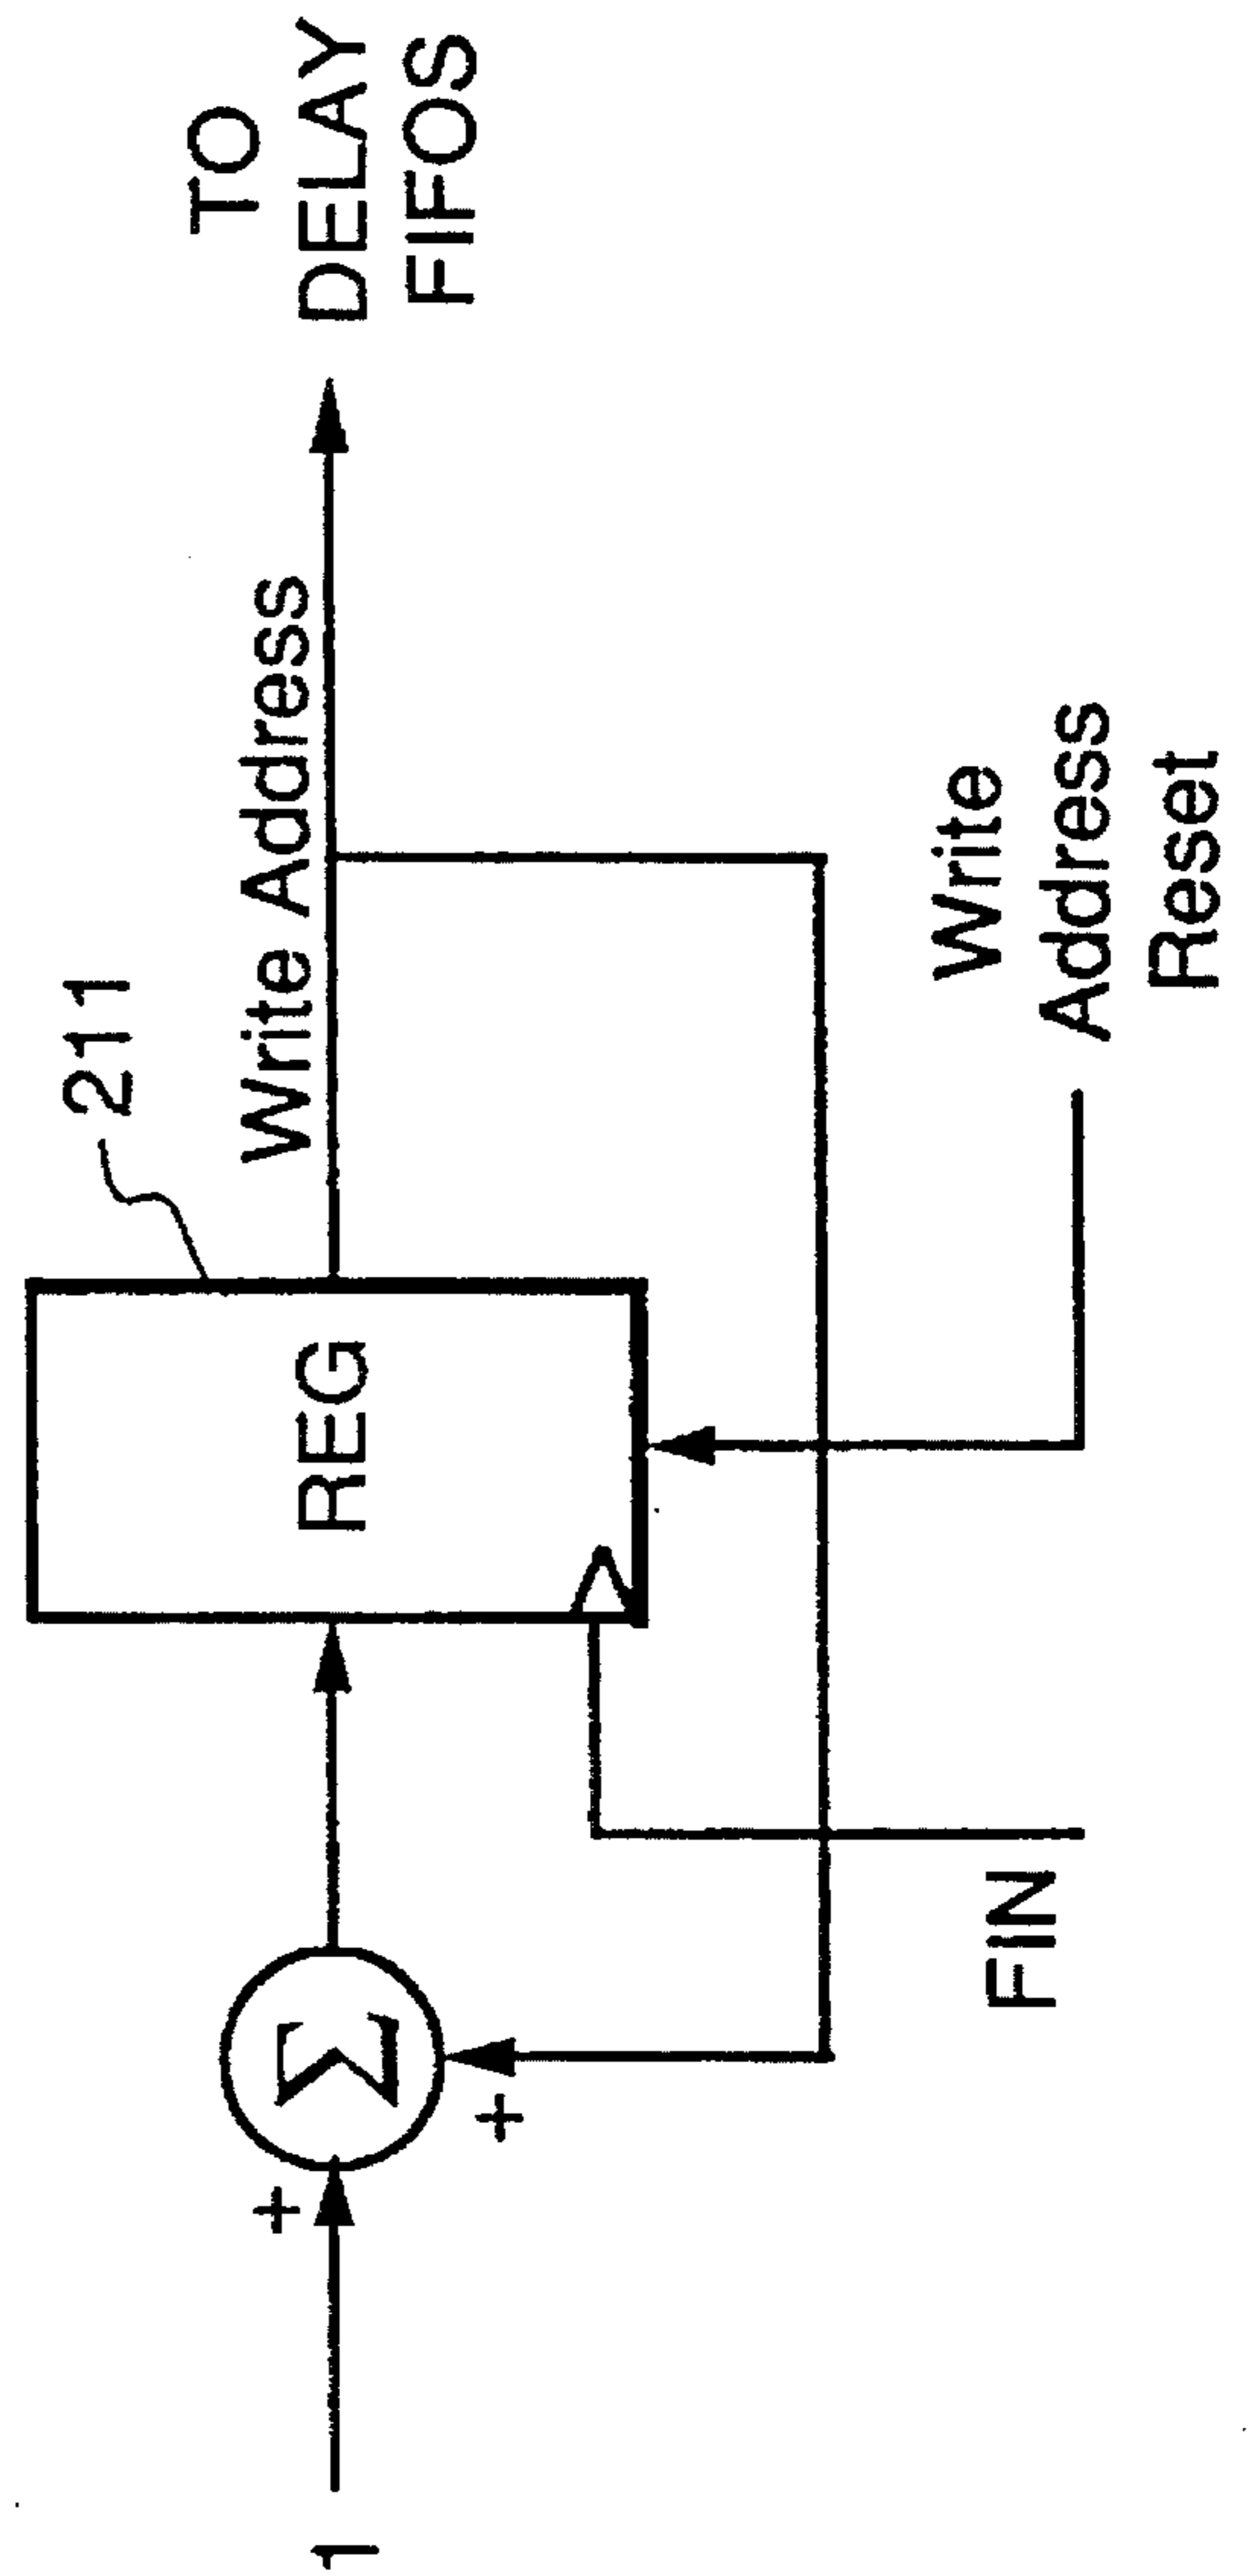 1
+
Σ
+
FIN
REG
211
Write Address
Write
Address
Reset
TO
DELAY
FIFOS